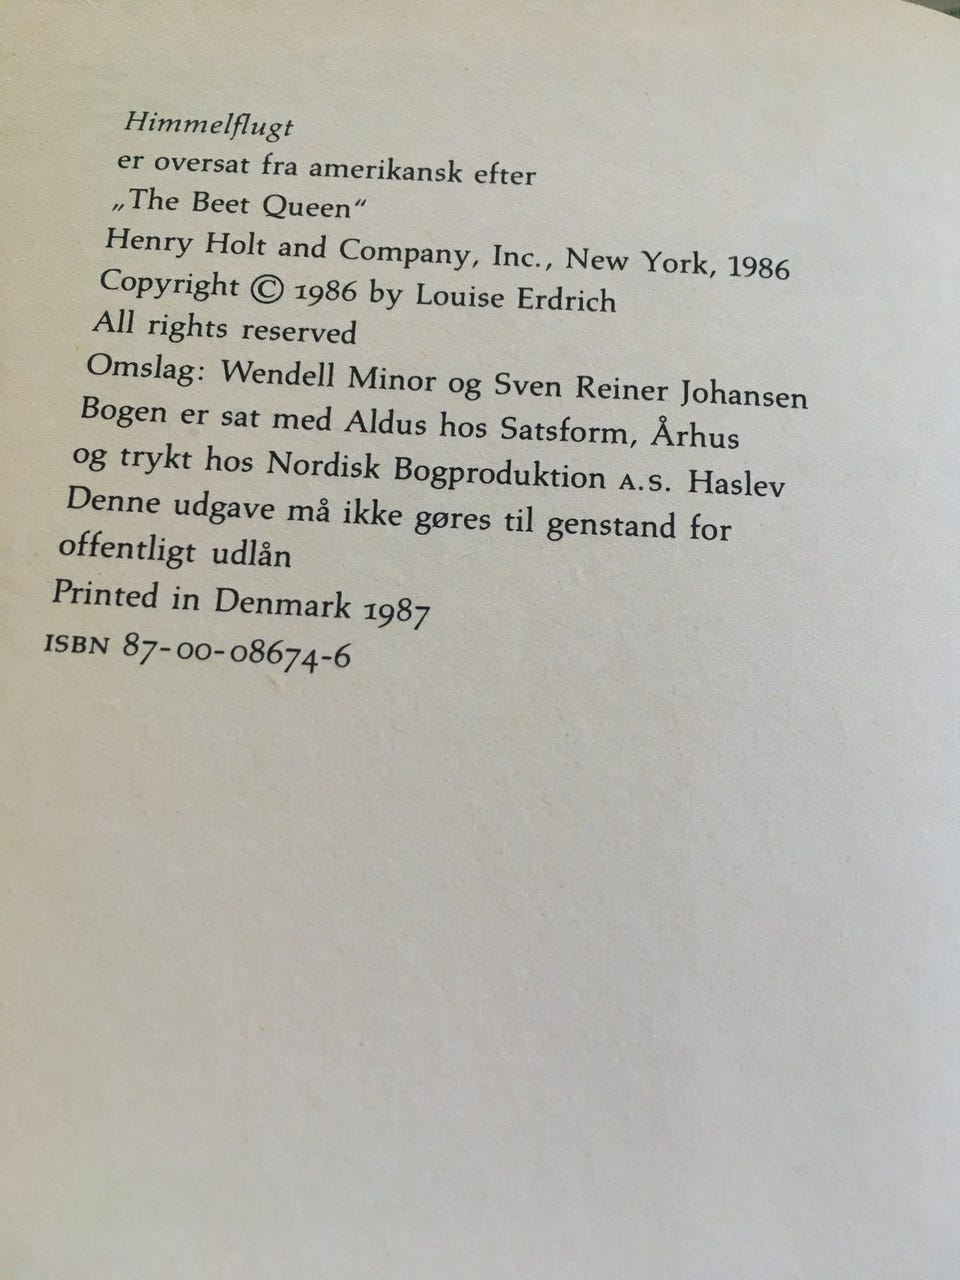 Himmelflugt
er oversat fra amerikansk efter
„The Beet Queen“
Henry Holt and Company, Inc., New York, 1986
Copyright © 1986 by Louise Erdrich
All rights reserved
Omslag: Wendell Minor og Sven Reiner Johansen
Bogen er sat med Aldus hos Satsform, Århus
og trykt hos Nordisk Bogproduktion A.S. Haslev
Denne udgave må ikke gøres til genstand for
offentligt udlån
Printed in Denmark 1987
ISBN 87-00-08674-6